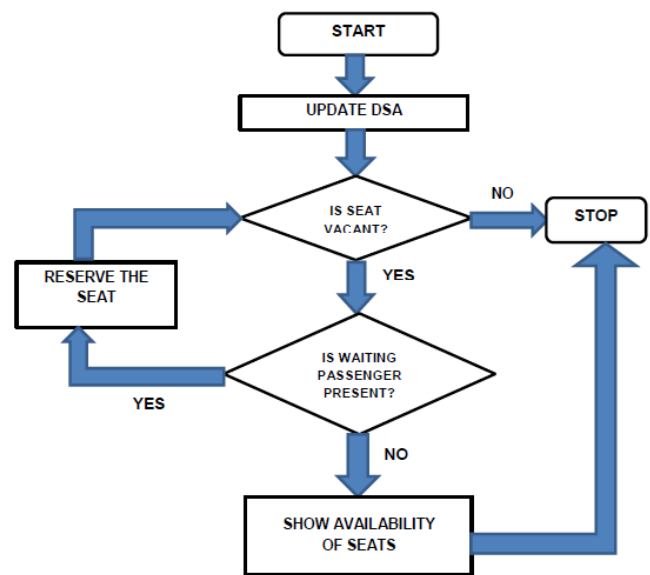 START
UPDATE DSA
IS SEAT
VACANT?
NO
STOP
RESERVE THE
SEAT
YES
IS WAITING
PASSENGER
PRESENT?
YES
NO
SHOW AVAILABILITY
OF SEATS